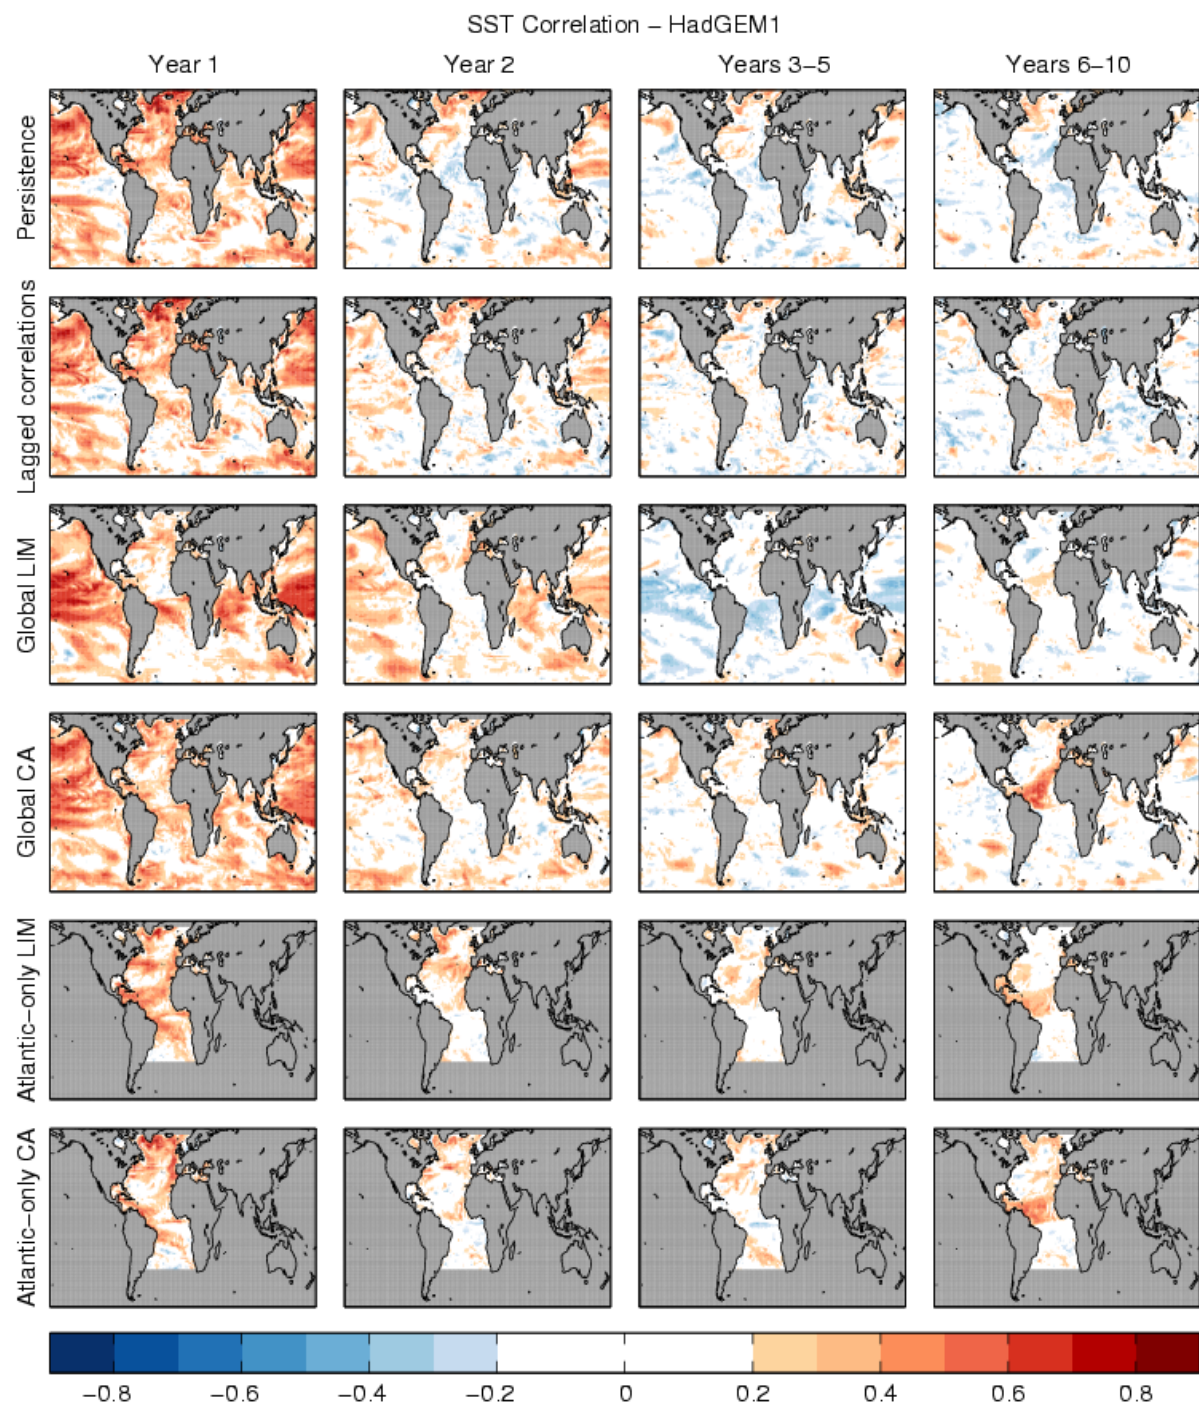 SST Correlation – HadGEM1
Year 1
Year 2
Years 3–5
Years 6–10
Persistence
Lagged correlations
Global LIM
Global CA
Atlantic–only LIM
Atlantic–only CA
−0.8
−0.6
−0.4
−0.2
0
0.2
0.4
0.6
0.8